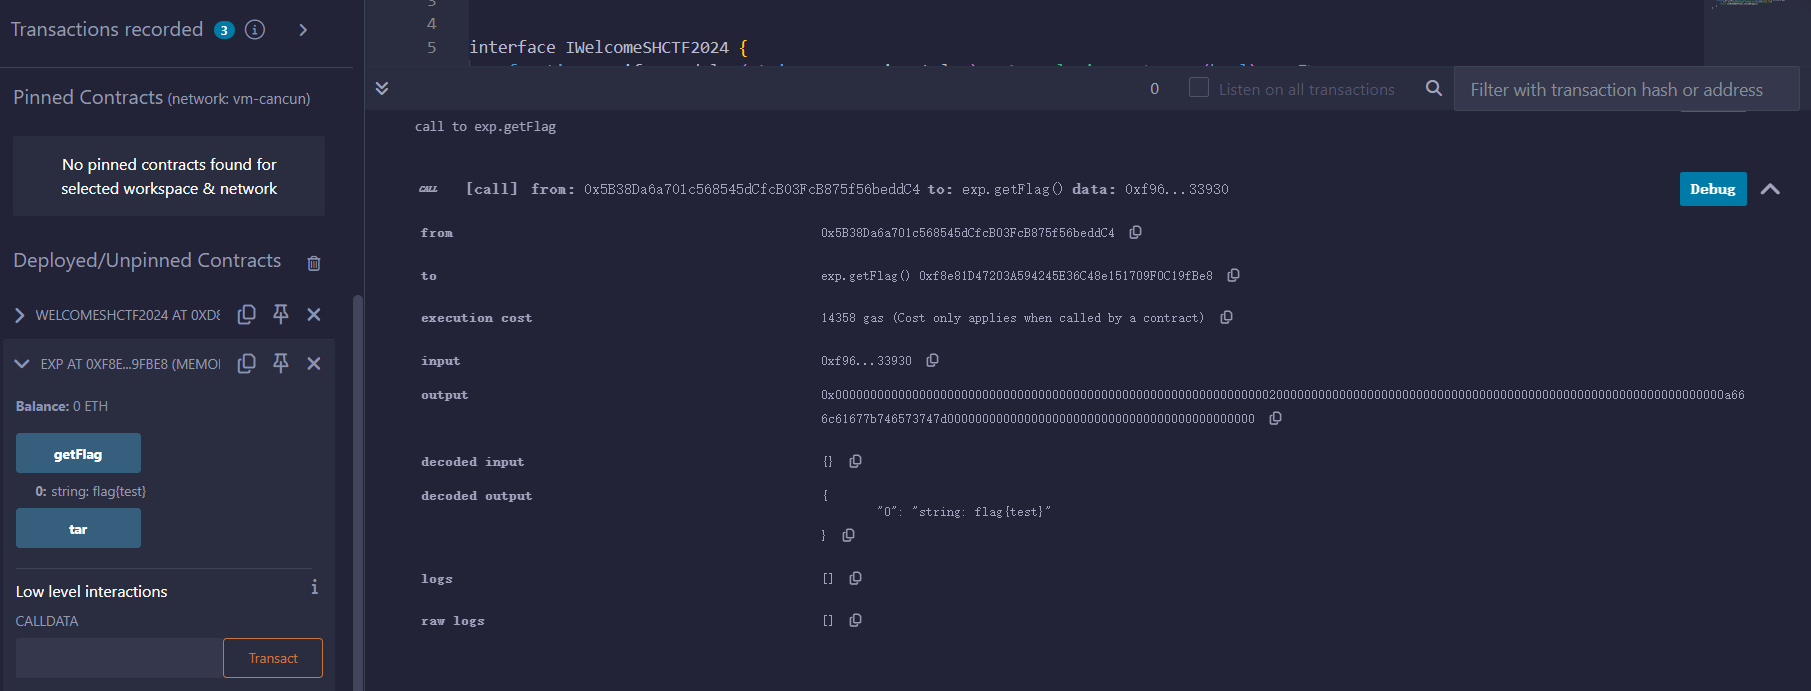 Transactions recorded 3 i
Pinned Contracts (network: vm-cancun)
No pinned contracts found for
selected workspace & network
Deployed/Unpinned Contracts
WELCOMESHCTF2024 AT 0XD8
EXP AT 0XF8E...9FBE8 (MEMO
Balance: 0 ETH
getFlag
0: string: flag{test}
tar
Low level interactions
i
CALLDATA
Transact
3
4
5 interface IWelcomeSHCTF2024 {
0
Listen on all transactions
Filter with transaction hash or address
call to exp.getFlag
CALL [call] from: 0x5B38Da6a701c568545dCfcB03FcB875f56beddC4 to: exp.getFlag() data: 0xf96...33930
Debug
from 0x5B38Da6a701c568545dCfcB03FcB875f56beddC4
to exp.getFlag() 0xf8e81D47203A594245E36C48e151709F0C19fBe8
execution cost 14358 gas (Cost only applies when called by a contract)
input 0xf96...33930
output
6c61677b746573747d0000000000000000000000000000000000000000000000
decoded input {}
decoded output {
"0": "string: flag{test}"
}
logs []
raw logs []